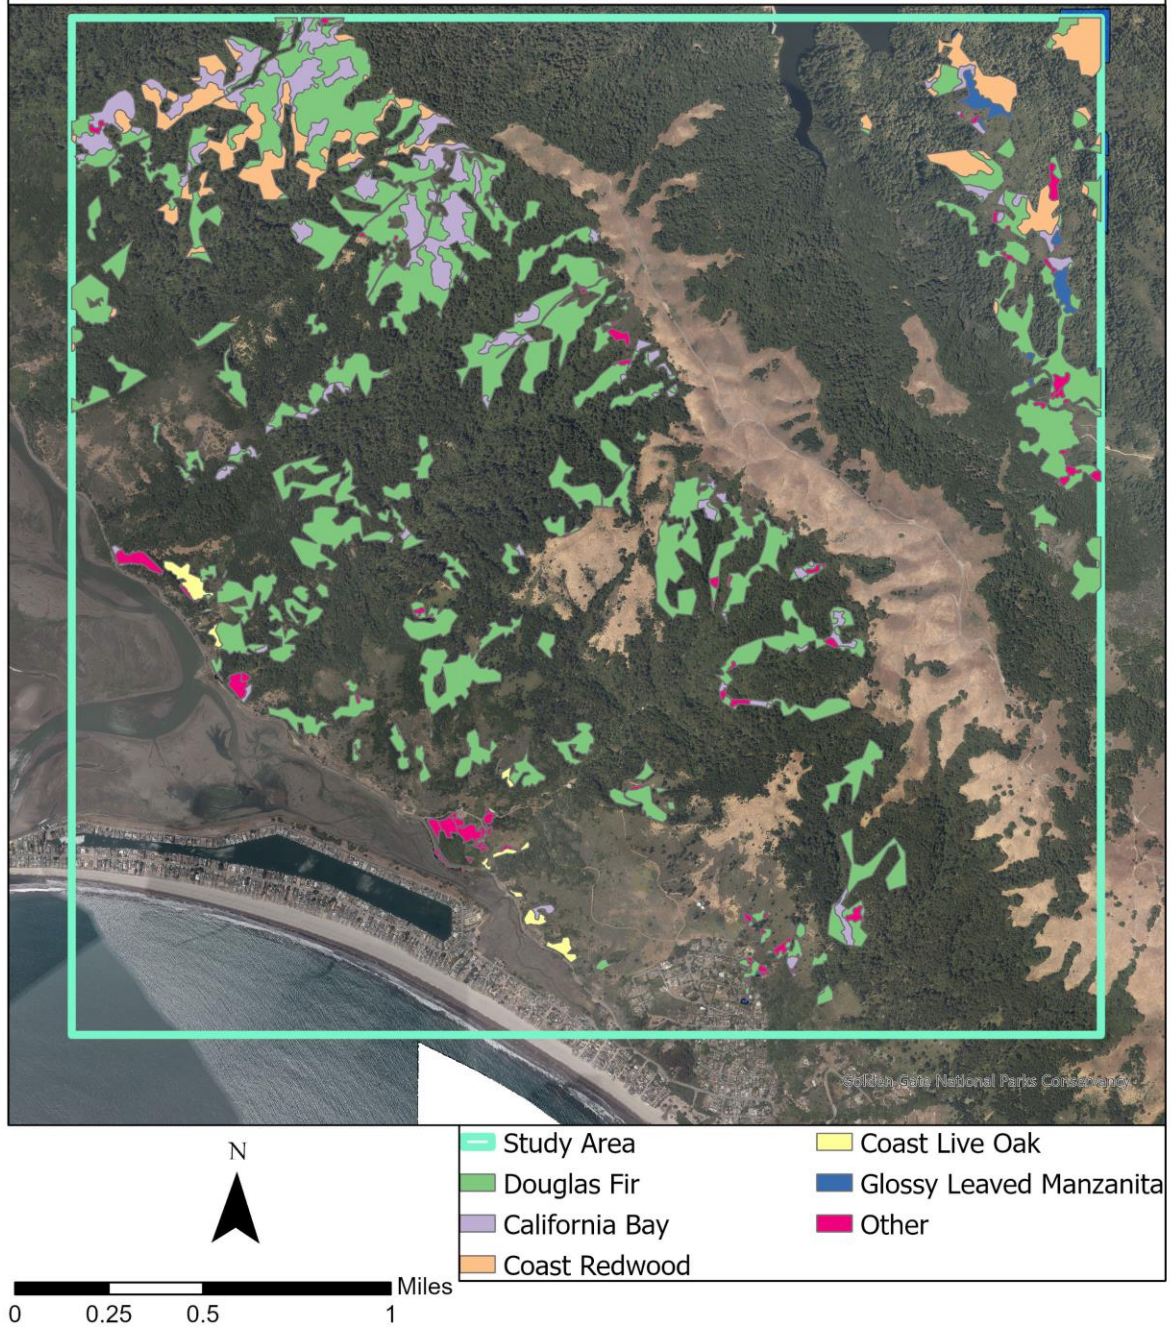 Golden Gate National Parks Conservancy
N
Miles
0 0.25 0.5 1
Study Area
Douglas Fir
California Bay
Coast Redwood
Coast Live Oak
Glossy Leaved Manzanita
Other